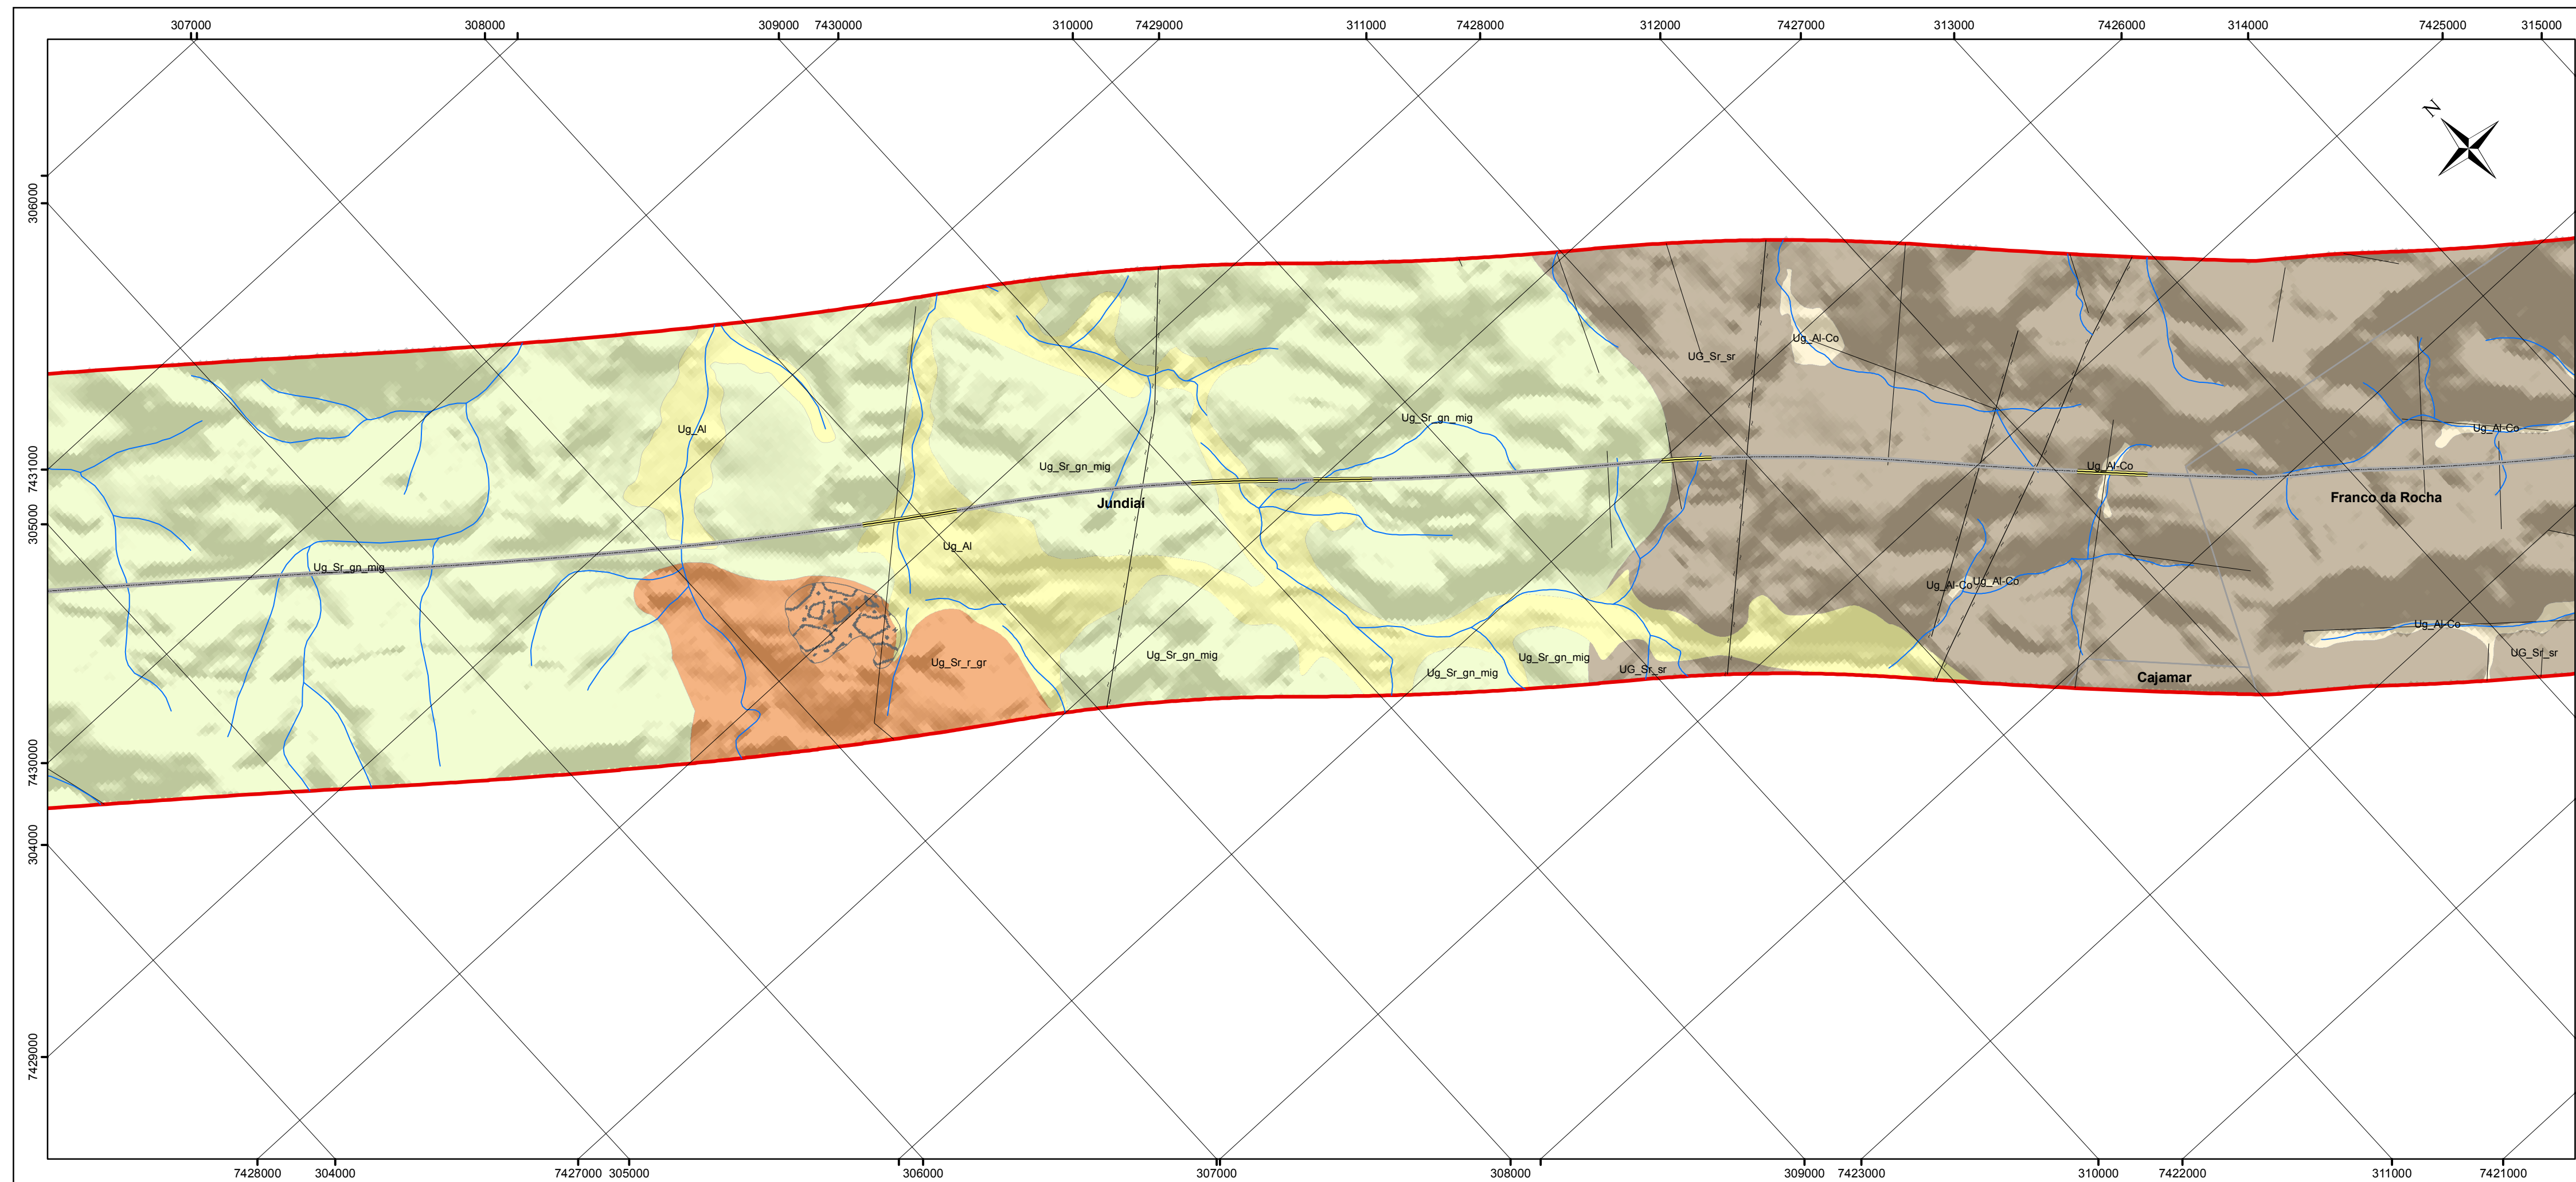 307000 308000 309000 7430000 310000 7429000 311000 7428000 312000 7427000 313000 7426000 314000 7425000 315000
N
306000
7431000
305000
7430000
304000
7429000
Ug_Al-Co
UG_Sr_sr
Ug_Sr_gn_mig
Ug_Al
Ug_Al-Co
Ug_Sr_gn_mig
Ug_Al-Co
Jundiaí
Franco da Rocha
Ug_Al
Ug_Sr_gn_mig
Ug_Al-Co
Ug_Al-Co
Ug_Al-Co
Ug_Sr_gn_mig
Ug_Sr_gn_mig
Ug_Sr_r_gr
UG_Sr_sr
UG_Sr_sr
Ug_Sr_gn_mig
Cajamar
7428000 304000 7427000 305000 306000 307000 308000 309000 7423000 310000 7422000 311000 7421000